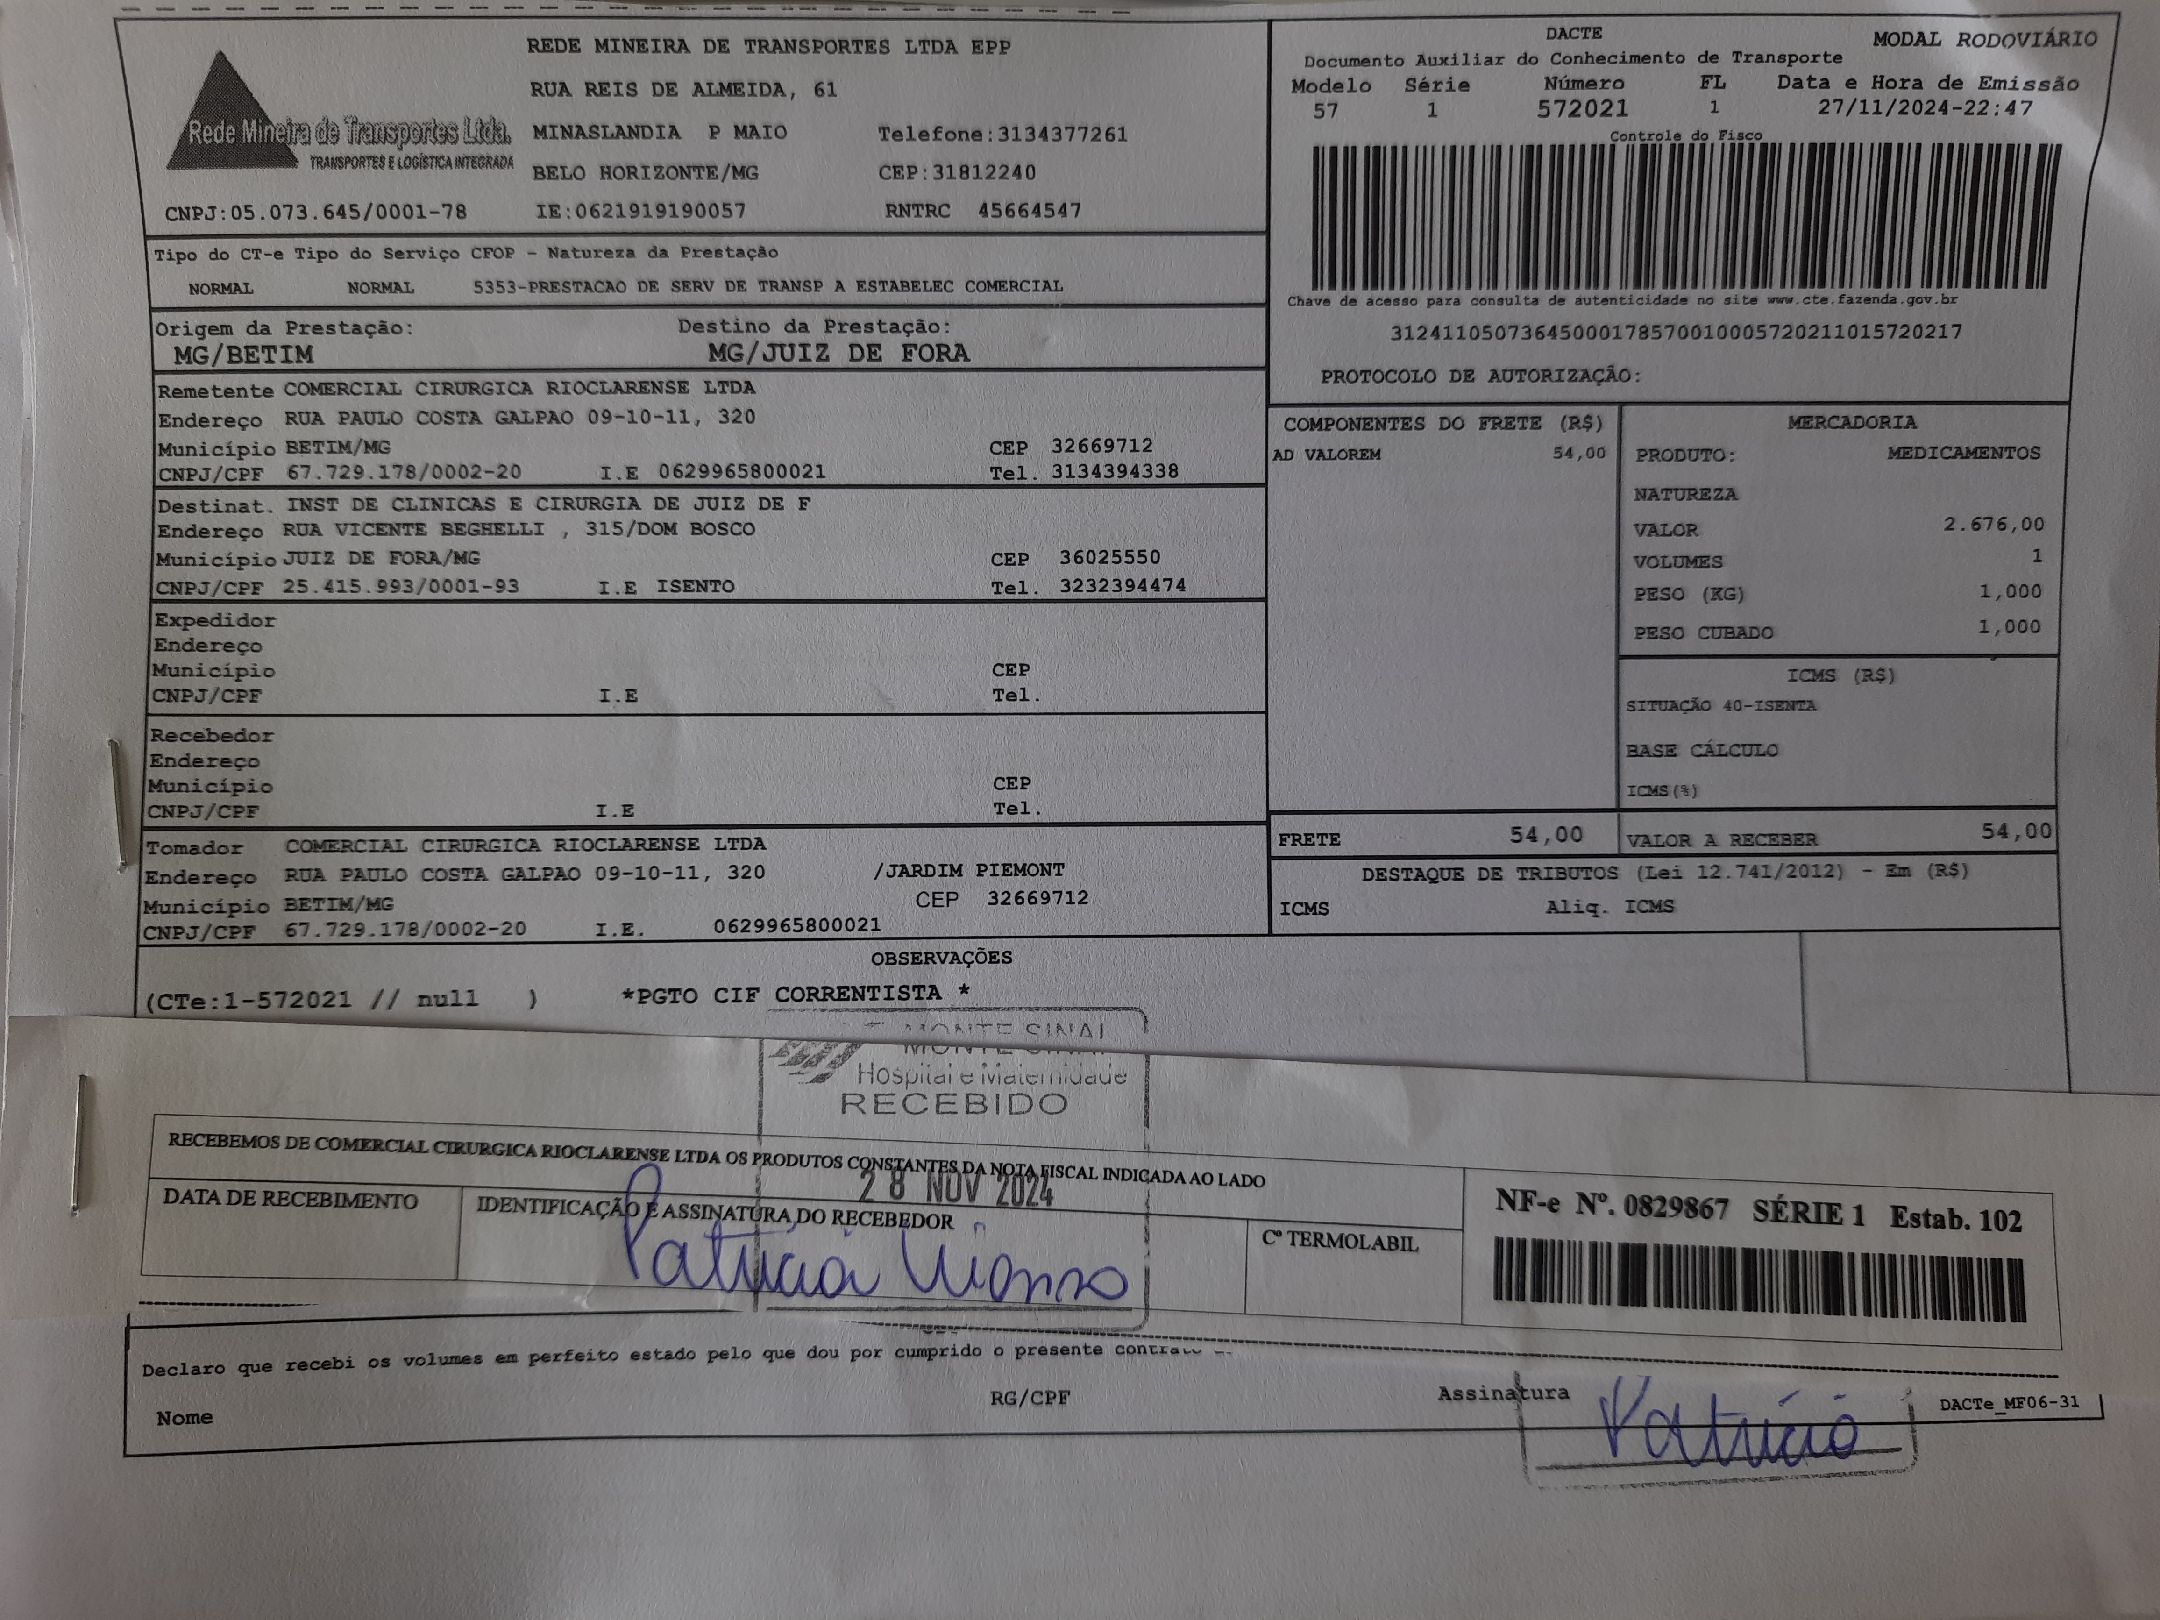 REDE MINEIRA DE TRANSPORTES LTDA EPP
RUA REIS DE ALMEIDA, 61
Rede Mineira de Transportes Ltda.
TRANSPORTES E LOGÍSTICA INTEGRADA
MINASLANDIA P MAIO Telefone:3134377261
BELO HORIZONTE/MG CEP:31812240
CNPJ:05.073.645/0001-78 IE:0621919190057 RNTRC 45664547
DACTE MODAL RODOVIÁRIO
Documento Auxiliar do Conhecimento de Transporte
Modelo Série Número FL Data e Hora de Emissão
57 1 572021 1 27/11/2024-22:47
Controle do Fisco
Chave de acesso para consulta de autenticidade no site www.cte.fazenda.gov.br
31241105073645000178570010005720211015720217
PROTOCOLO DE AUTORIZAÇÃO:
Tipo do CT-e Tipo do Serviço CFOP - Natureza da Prestação
NORMAL NORMAL 5353-PRESTACAO DE SERV DE TRANSP A ESTABELEC COMERCIAL
Origem da Prestação: Destino da Prestação:
MG/BETIM MG/JUIZ DE FORA
Remetente COMERCIAL CIRURGICA RIOCLARENSE LTDA
Endereço RUA PAULO COSTA GALPAO 09-10-11, 320
Município BETIM/MG CEP 32669712
CNPJ/CPF 67.729.178/0002-20 I.E 0629965800021 Tel. 3134394338
Destinat. INST DE CLINICAS E CIRURGIA DE JUIZ DE F
Endereço RUA VICENTE BEGHELLI , 315/DOM BOSCO
Município JUIZ DE FORA/MG CEP 36025550
CNPJ/CPF 25.415.993/0001-93 I.E ISENTO Tel. 3232394474
Expedidor
Endereço
Município CEP
CNPJ/CPF I.E Tel.
Recebedor
Endereço
Município CEP
CNPJ/CPF I.E Tel.
Tomador COMERCIAL CIRURGICA RIOCLARENSE LTDA
Endereço RUA PAULO COSTA GALPAO 09-10-11, 320 /JARDIM PIEMONT
Município BETIM/MG CEP 32669712
CNPJ/CPF 67.729.178/0002-20 I.E. 0629965800021
COMPONENTES DO FRETE (R$)
AD VALOREM 54,00
MERCADORIA
PRODUTO: MEDICAMENTOS
NATUREZA
VALOR 2.676,00
VOLUMES 1
PESO (KG) 1,000
PESO CUBADO 1,000
ICMS (R$)
SITUAÇÃO 40-ISENTA
BASE CÁLCULO
ICMS(%)
FRETE 54,00 VALOR A RECEBER 54,00
DESTAQUE DE TRIBUTOS (Lei 12.741/2012) - Em (R$)
ICMS Aliq. ICMS
OBSERVAÇÕES
(CTe:1-572021 // null ) *PGTO CIF CORRENTISTA *
MONTE SINAI
Hospital e Maternidade
RECEBIDO
RECEBEMOS DE COMERCIAL CIRURGICA RIOCLARENSE LTDA OS PRODUTOS CONSTANTES DA NOTA FISCAL INDICADA AO LADO
28 NOV 2024
DATA DE RECEBIMENTO IDENTIFICAÇÃO E ASSINATURA DO RECEBEDOR
Cº TERMOLABIL
Patrícia
NF-e Nº. 0829867 SÉRIE 1 Estab. 102
Declaro que recebi os volumes em perfeito estado pelo que dou por cumprido o presente
Nome RG/CPF Assinatura DACTe_MF06-31
Patrícia